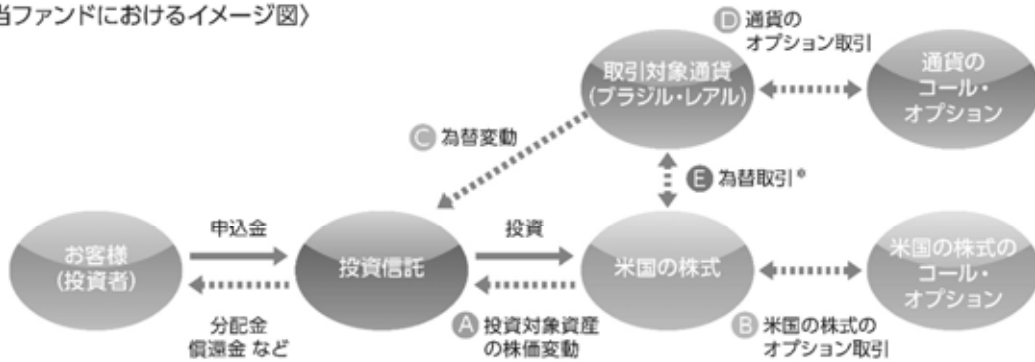 当ファンドにおけるイメージ図〉
D 通貨の
オプション取引
取引対象通貨
(ブラジル・レアル)
通貨の
コール・
オプション
C 為替変動
E 為替取引*
お客様
(投資者)
申込金
分配金
償還金 など
投資信託
投資
A 投資対象資産
の株価変動
米国の株式
B 米国の株式の
オプション取引
米国の株式の
コール・
オプション